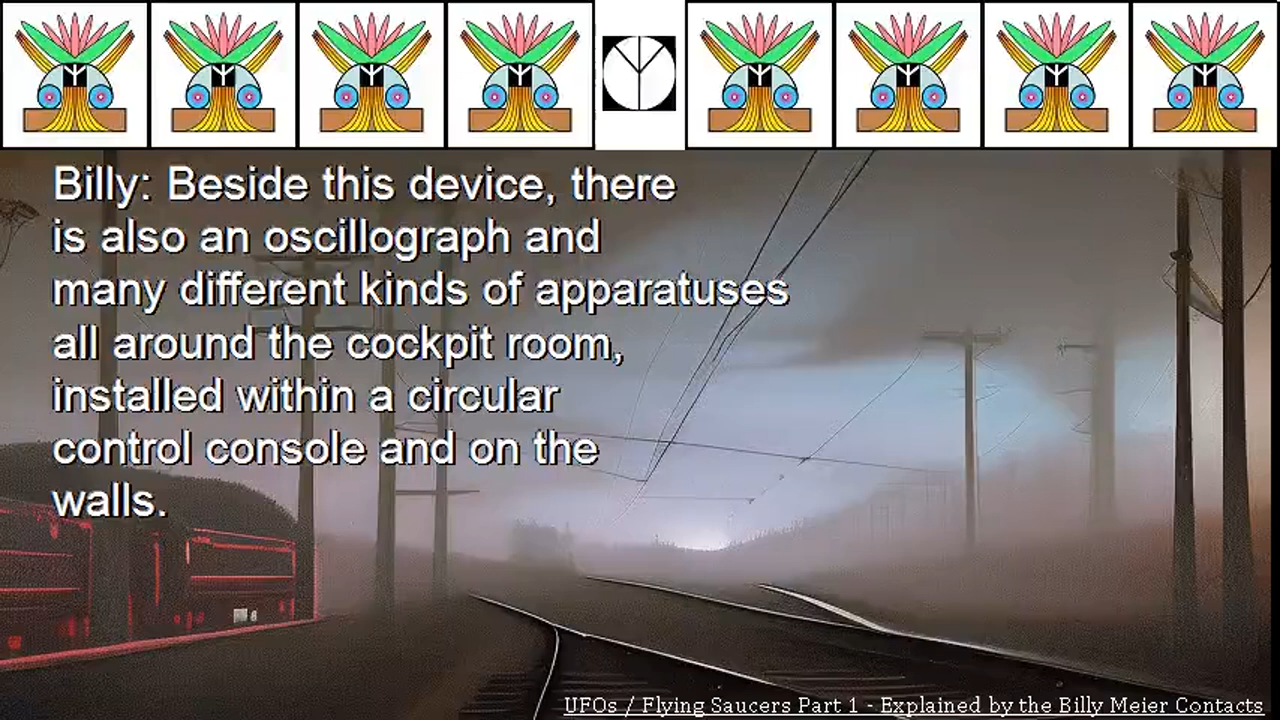 Billy: Beside this device, there
is also an oscillograph and
many different kinds of apparatuses
all around the cockpit room,
installed within a circular
control console and on the
walls.
UFOs / Flying Saucers Part 1 - Explained by the Billy Meier Contacts